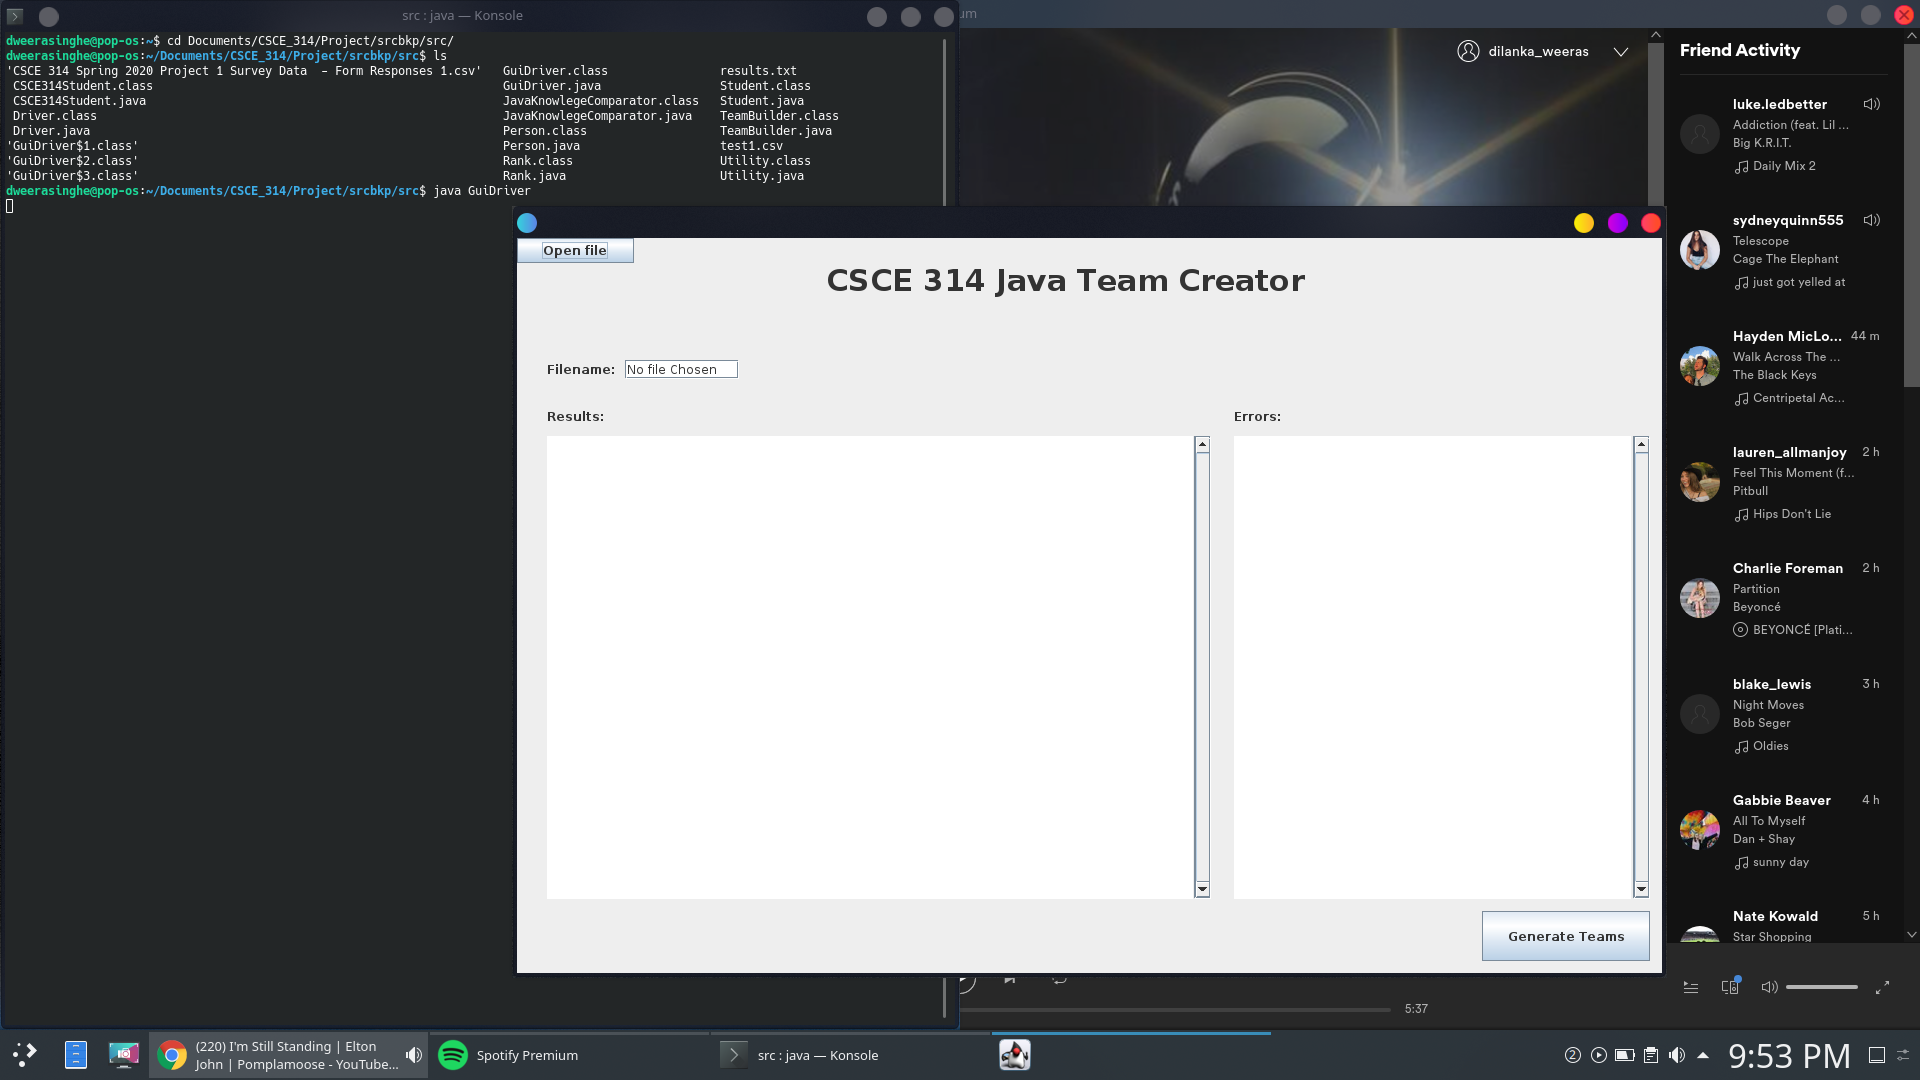 src : java — Konsole
dweerasinghe@pop-os:~$ cd Documents/CSCE_314/Project/srcbkp/src/
dweerasinghe@pop-os:~/Documents/CSCE_314/Project/srcbkp/src$ ls
'CSCE 314 Spring 2020 Project 1 Survey Data  - Form Responses 1.csv'   GuiDriver.class   results.txt
CSCE314Student.class   GuiDriver.java   Student.class
CSCE314Student.java   JavaKnowlegeComparator.class   Student.java
Driver.class   JavaKnowlegeComparator.java   TeamBuilder.class
Driver.java   Person.class   TeamBuilder.java
'GuiDriver$1.class'   Person.java   test1.csv
'GuiDriver$2.class'   Rank.class   Utility.class
'GuiDriver$3.class'   Rank.java   Utility.java
dweerasinghe@pop-os:~/Documents/CSCE_314/Project/srcbkp/src$ java GuiDriver
um
dilanka_weeras
Open file
CSCE 314 Java Team Creator
Filename: No file Chosen
Results:
Errors:
Generate Teams
5:37
Friend Activity
luke.ledbetter
Addiction (feat. Lil ...
Big K.R.I.T.
Daily Mix 2
sydneyquinn555
Telescope
Cage The Elephant
just got yelled at
Hayden MicLo... 44 m
Walk Across The ...
The Black Keys
Centripetal Ac...
lauren_allmanjoy 2 h
Feel This Moment (f...
Pitbull
Hips Don't Lie
Charlie Foreman 2 h
Partition
Beyoncé
BEYONCÉ [Plati...
blake_lewis 3 h
Night Moves
Bob Seger
Oldies
Gabbie Beaver 4 h
All To Myself
Dan + Shay
sunny day
Nate Kowald 5 h
Star Shopping
(220) I'm Still Standing | Elton
John | Pomplamoose - YouTube...
Spotify Premium
src : java — Konsole
2
9:53 PM